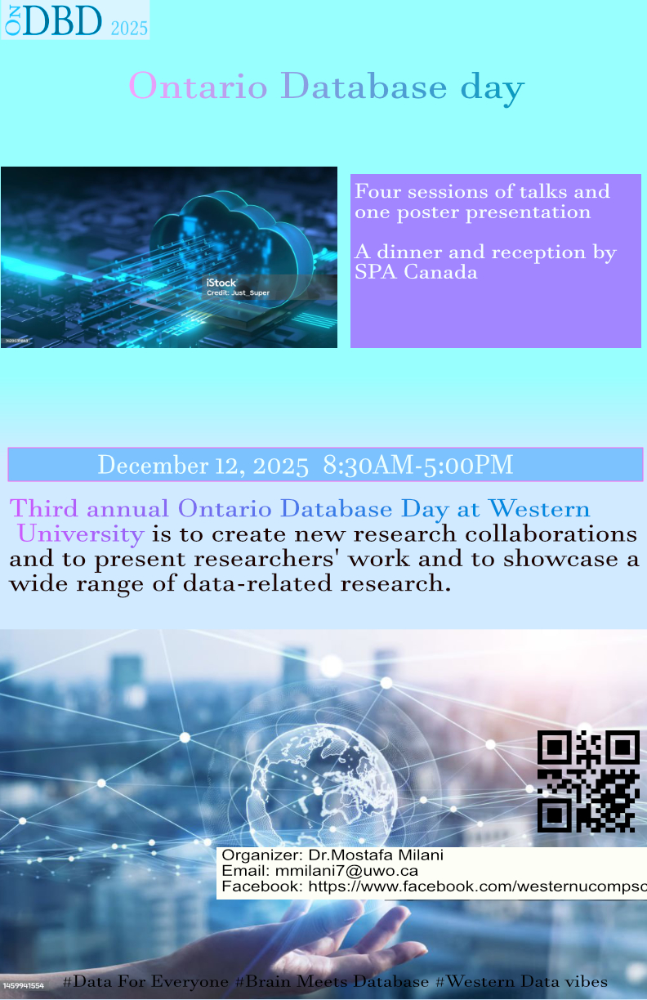 ON DBD 2025
Ontario Database day
Four sessions of talks and
one poster presentation
A dinner and reception by
SPA Canada
iStock
Credit: Just_Super
December 12, 2025 8:30AM-5:00PM
Third annual Ontario Database Day at Western
University is to create new research collaborations
and to present researchers' work and to showcase a
wide range of data-related research.
Organizer: Dr.Mostafa Milani
Email: mmilani7@uwo.ca
Facebook: https://www.facebook.com/westernucompsc
1459941554
#Data For Everyone #Brain Meets Database #Western Data vibes